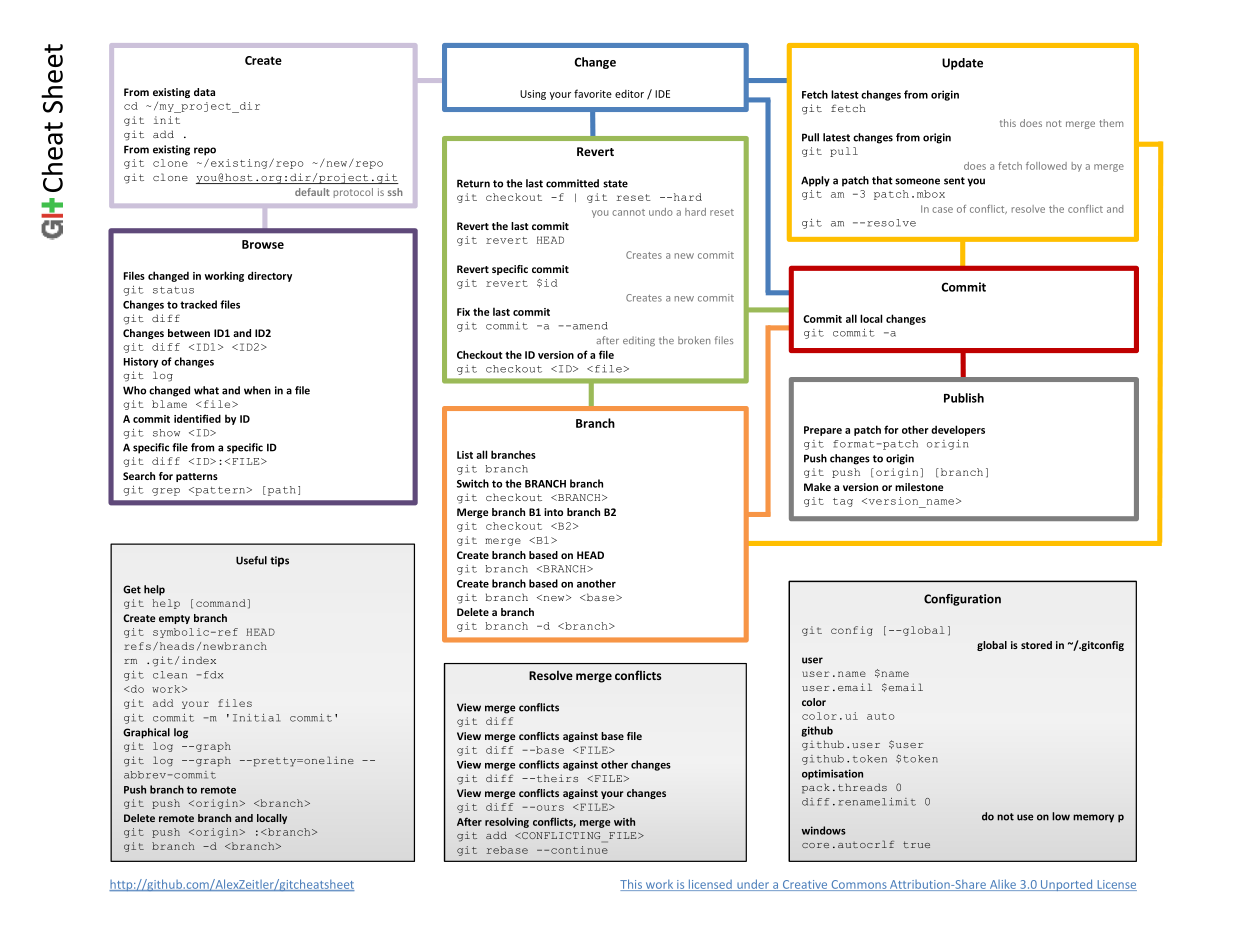 Git Cheat Sheet
Create
From existing data
cd ~/my_project_dir
git init
git add .
From existing repo
git clone ~/existing/repo ~/new/repo
git clone you@host.org:dir/project.git
default protocol is ssh
Browse
Files changed in working directory
git status
Changes to tracked files
git diff
Changes between ID1 and ID2
git diff <ID1> <ID2>
History of changes
git log
Who changed what and when in a file
git blame <file>
A commit identified by ID
git show <ID>
A specific file from a specific ID
git diff <ID>:<FILE>
Search for patterns
git grep <pattern> [path]
Useful tips
Get help
git help [command]
Create empty branch
git symbolic-ref HEAD
refs/heads/newbranch
rm .git/index
git clean -fdx
<do work>
git add your files
git commit -m 'Initial commit'
Graphical log
git log --graph
git log --graph --pretty=oneline --
abbrev-commit
Push branch to remote
git push <origin> <branch>
Delete remote branch and locally
git push <origin> :<branch>
git branch -d <branch>
Change
Using your favorite editor / IDE
Revert
Return to the last committed state
git checkout -f | git reset --hard
you cannot undo a hard reset
Revert the last commit
git revert HEAD
Creates a new commit
Revert specific commit
git revert $id
Creates a new commit
Fix the last commit
git commit -a --amend
after editing the broken files
Checkout the ID version of a file
git checkout <ID> <file>
Branch
List all branches
git branch
Switch to the BRANCH branch
git checkout <BRANCH>
Merge branch B1 into branch B2
git checkout <B2>
git merge <B1>
Create branch based on HEAD
git branch <BRANCH>
Create branch based on another
git branch <new> <base>
Delete a branch
git branch -d <branch>
Resolve merge conflicts
View merge conflicts
git diff
View merge conflicts against base file
git diff --base <FILE>
View merge conflicts against other changes
git diff --theirs <FILE>
View merge conflicts against your changes
git diff --ours <FILE>
After resolving conflicts, merge with
git add <CONFLICTING_FILE>
git rebase --continue
Update
Fetch latest changes from origin
git fetch
this does not merge them
Pull latest changes from origin
git pull
does a fetch followed by a merge
Apply a patch that someone sent you
git am -3 patch.mbox
In case of conflict, resolve the conflict and
git am --resolve
Commit
Commit all local changes
git commit -a
Publish
Prepare a patch for other developers
git format-patch origin
Push changes to origin
git push [origin] [branch]
Make a version or milestone
git tag <version_name>
Configuration
git config [--global]
global is stored in ~/.gitconfig
user
user.name $name
user.email $email
color
color.ui auto
github
github.user $user
github.token $token
optimisation
pack.threads 0
diff.renamelimit 0
do not use on low memory p
windows
core.autocrlf true
http://github.com/AlexZeitler/gitcheatsheet
This work is licensed under a Creative Commons Attribution-Share Alike 3.0 Unported License